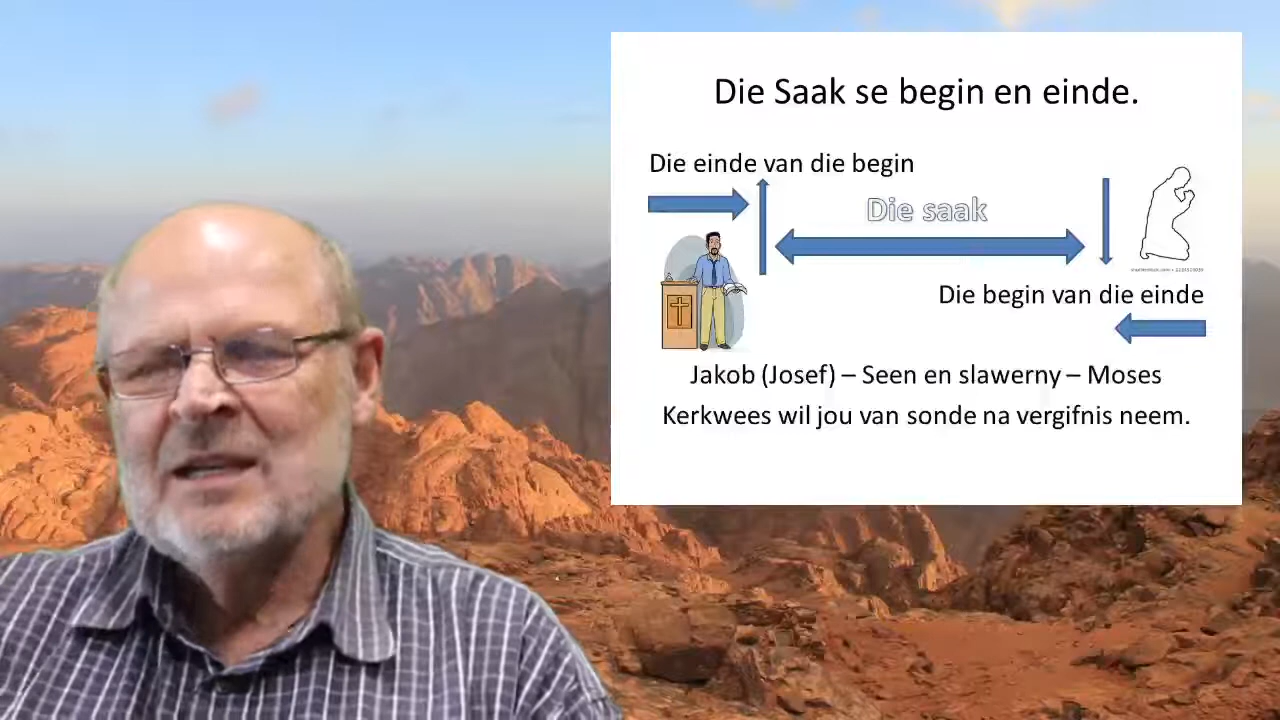 Die Saak se begin en einde.
Die einde van die begin
Die saak
Die begin van die einde
Jakob (Josef) – Seen en slawerny – Moses
Kerkwees wil jou van sonde na vergifnis neem.